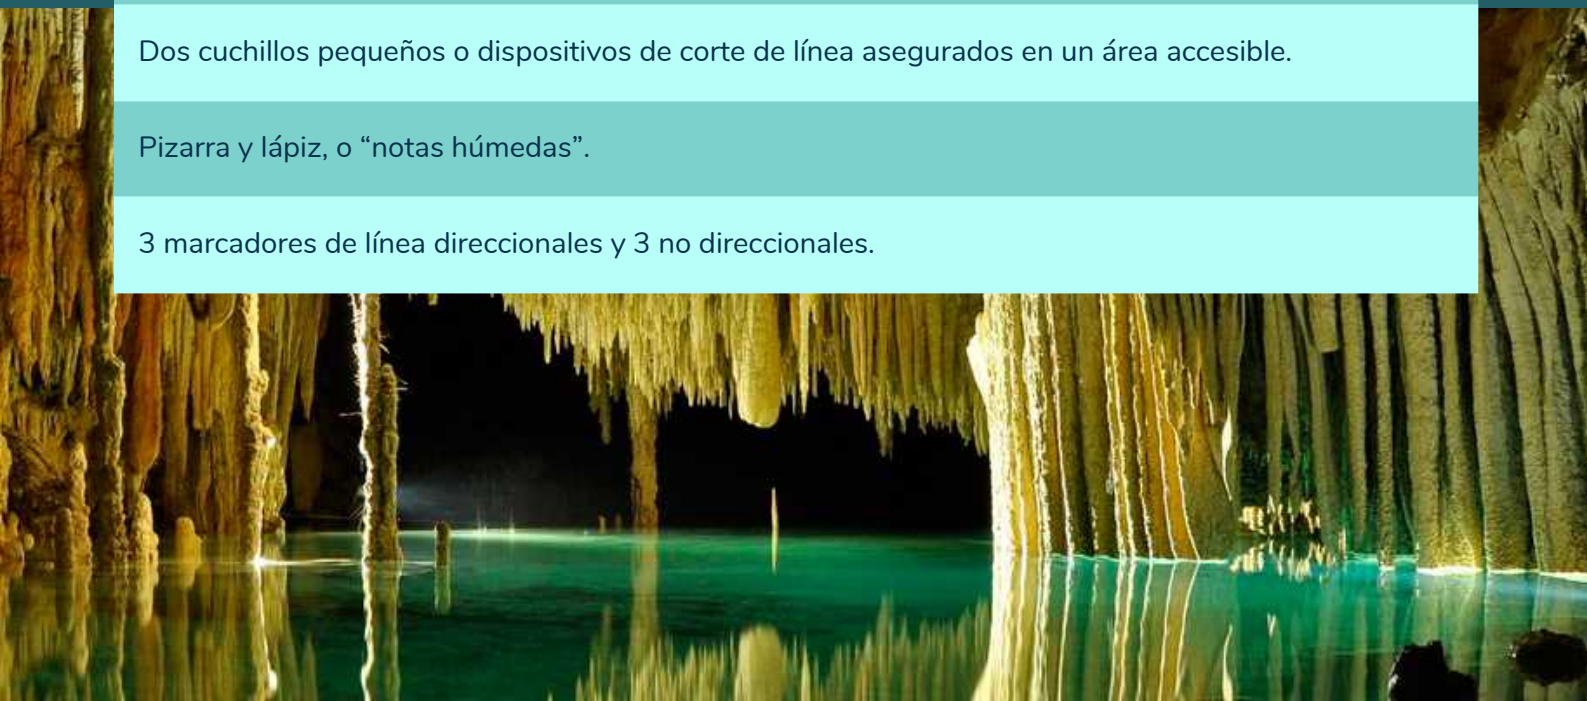 Dos cuchillos pequeños o dispositivos de corte de línea asegurados en un área accesible.
Pizarra y lápiz, o “notas húmedas”.
3 marcadores de línea direccionales y 3 no direccionales.